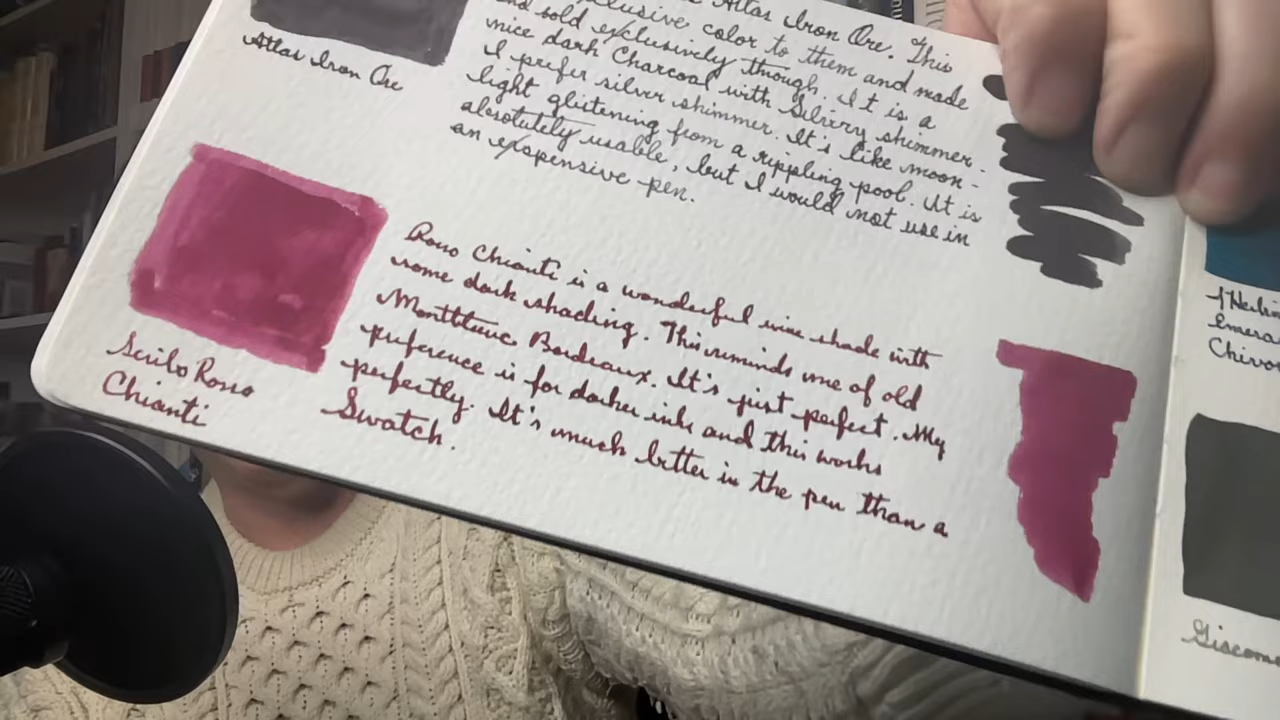 Atlas Iron Ore. This
exclusive color to them and made
and sold exclusively though. It is a
nice dark Charcoal with Silvery shimmer.
I prefer silver shimmer. It's like moon-
light glistening from a rippling pool. It is
absolutely usable, but I would not use in
an expensive pen.
Atlas Iron Ore
Rosso Chianti is a wonderful wine shade with
some dark shading. This reminds me of old
Montblanc Bordeaux. It's just perfect. My
preference is for darker inks and this works
perfectly. It's much better in the pen than a
Swatch.
Scribo Rosso
Chianti
Emera
Chivo